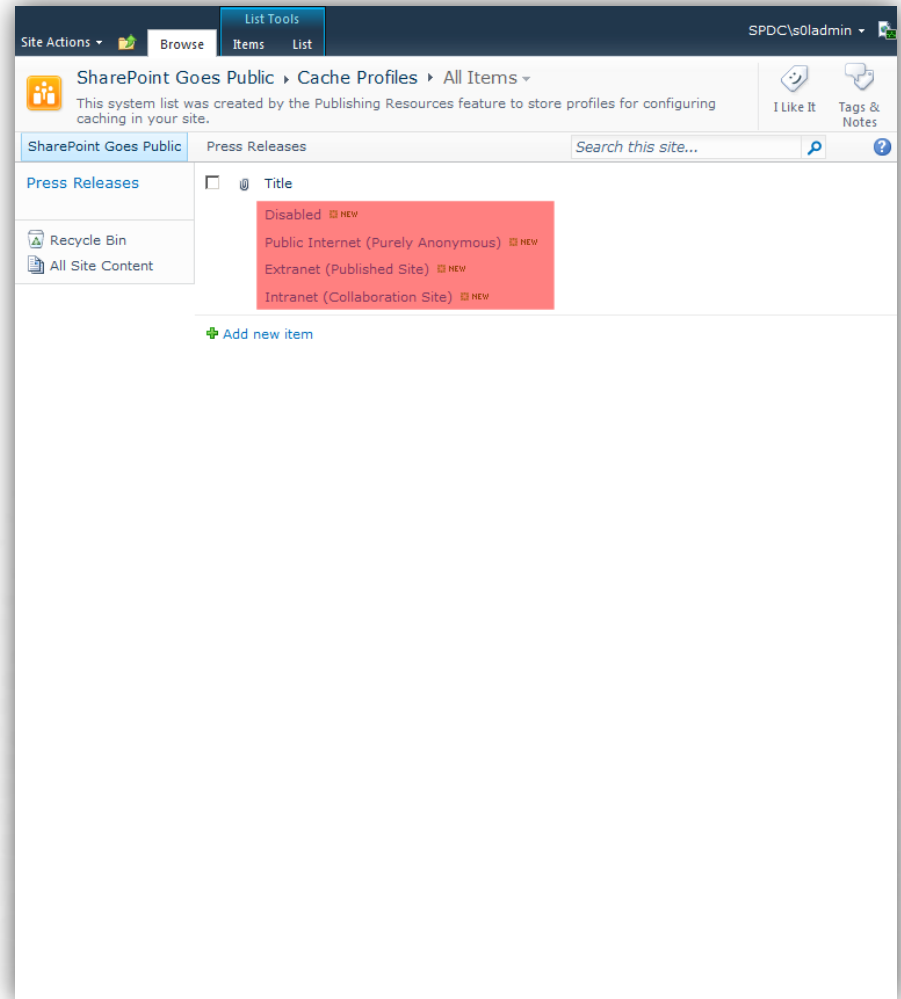 List Tools
Site Actions
Browse
Items
List
SPDC\s0ladmin
SharePoint Goes Public
Cache Profiles
All Items
This system list was created by the Publishing Resources feature to store profiles for configuring
caching in your site.
I Like It
Tags &
Notes
SharePoint Goes Public
Press Releases
Search this site...
Press Releases
Recycle Bin
All Site Content
Title
Disabled NEW
Public Internet (Purely Anonymous) NEW
Extranet (Published Site) NEW
Intranet (Collaboration Site) NEW
Add new item